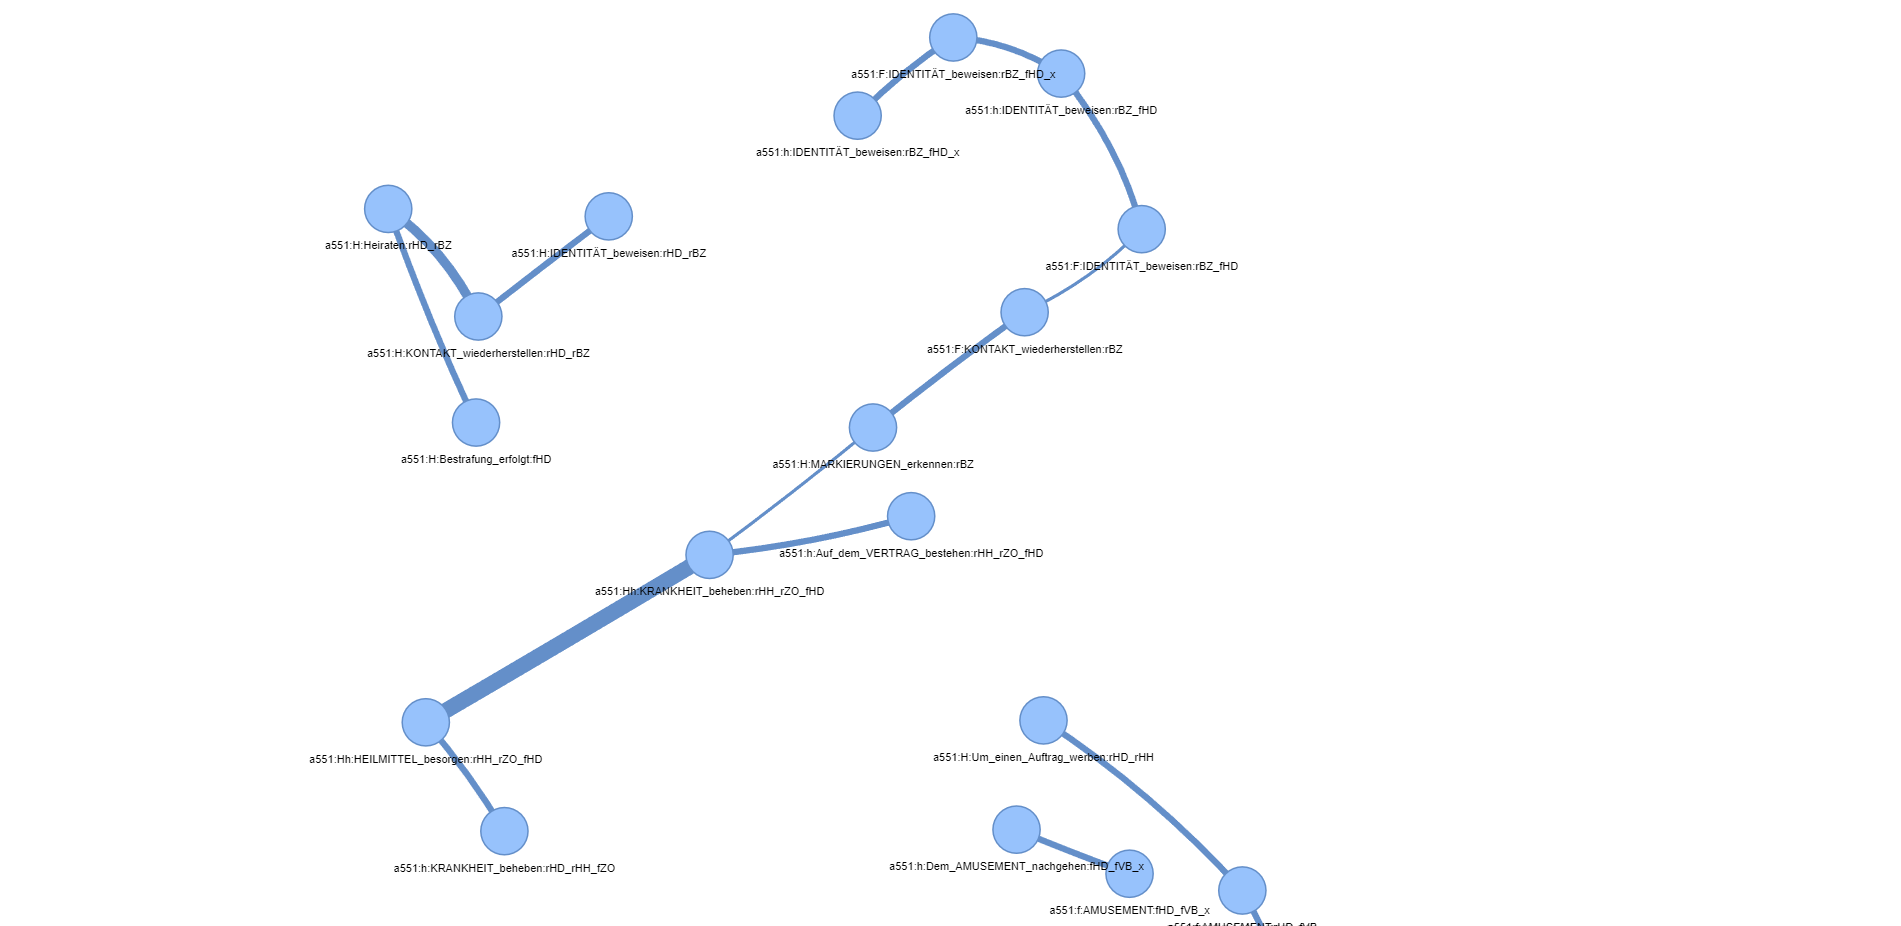 a551:F:IDENTITÄT_beweisen:rBZ_fHD_x
a551:h:IDENTITÄT_beweisen:rBZ_fHD
a551:h:IDENTITÄT_beweisen:rBZ_fHD_x
a551:H:Heiraten:rHD_rBZ
a551:H:IDENTITÄT_beweisen:rHD_rBZ
a551:F:IDENTITÄT_beweisen:rBZ_fHD
a551:F:KONTAKT_wiederherstellen:rBZ
a551:H:KONTAKT_wiederherstellen:rHD_rBZ
a551:H:Bestrafung_erfolgt:fHD
a551:H:MARKIERUNGEN_erkennen:rBZ
a551:h:Auf_dem_VERTRAG_bestehen:rHH_rZO_fHD
a551:Hh:KRANKHEIT_beheben:rHH_rZO_fHD
a551:H:Um_einen_Auftrag_werben:rHD_rHH
a551:Hh:HEILMITTEL_besorgen:rHH_rZO_fHD
a551:h:Dem_AMUSEMENT_nachgehen:fHD_fVB_x
a551:h:KRANKHEIT_beheben:rHD_rHH_fZO
a551:f:AMUSEMENT:fHD_fVB_x